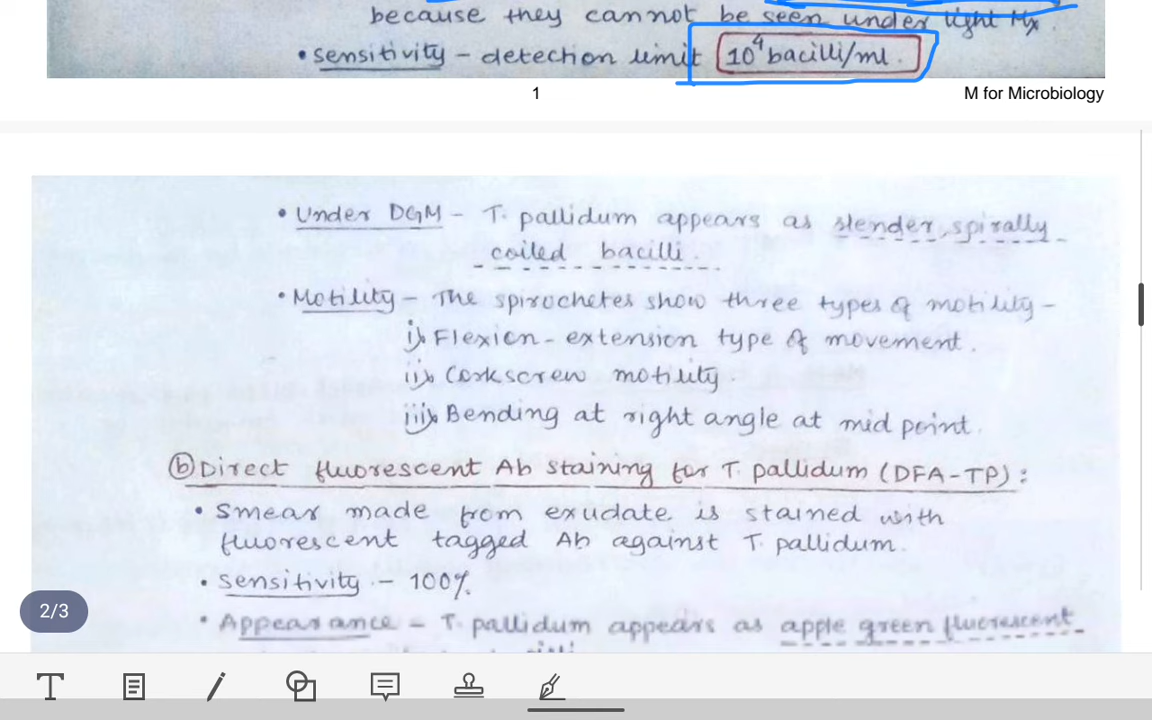 because they cannot be seen under light Mx.
• Sensitivity – detection limit 10⁴ bacilli/ml.
1
M for Microbiology
• Under DGM – T. pallidum appears as slender, spirally
coiled bacilli.
• Motility – The spirochetes show three types of motility –
i) Flexion - extension type of movement.
ii) Corkscrew motility.
iii) Bending at right angle at mid point.
(b) Direct fluorescent Ab staining for T. pallidum (DFA-TP) :
• Smear made from exudate is stained with
fluorescent tagged Ab against T. pallidum.
• Sensitivity – 100%.
• Appearance – T. pallidum appears as apple green fluorescent
2/3
T